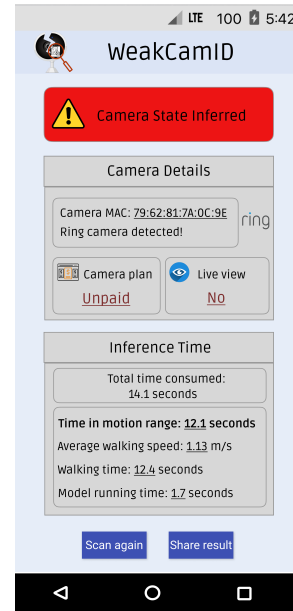 LTE 100 5:42
WeakCamID
Camera State Inferred
Camera Details
Camera MAC: 79:62:81:7A:0C:9E
Ring camera detected!
ring
Camera plan
Unpaid
Live view
No
Inference Time
Total time consumed:
14.1 seconds
Time in motion range: 12.1 seconds
Average walking speed: 1.13 m/s
Walking time: 12.4 seconds
Model running time: 1.7 seconds
Scan again
Share result